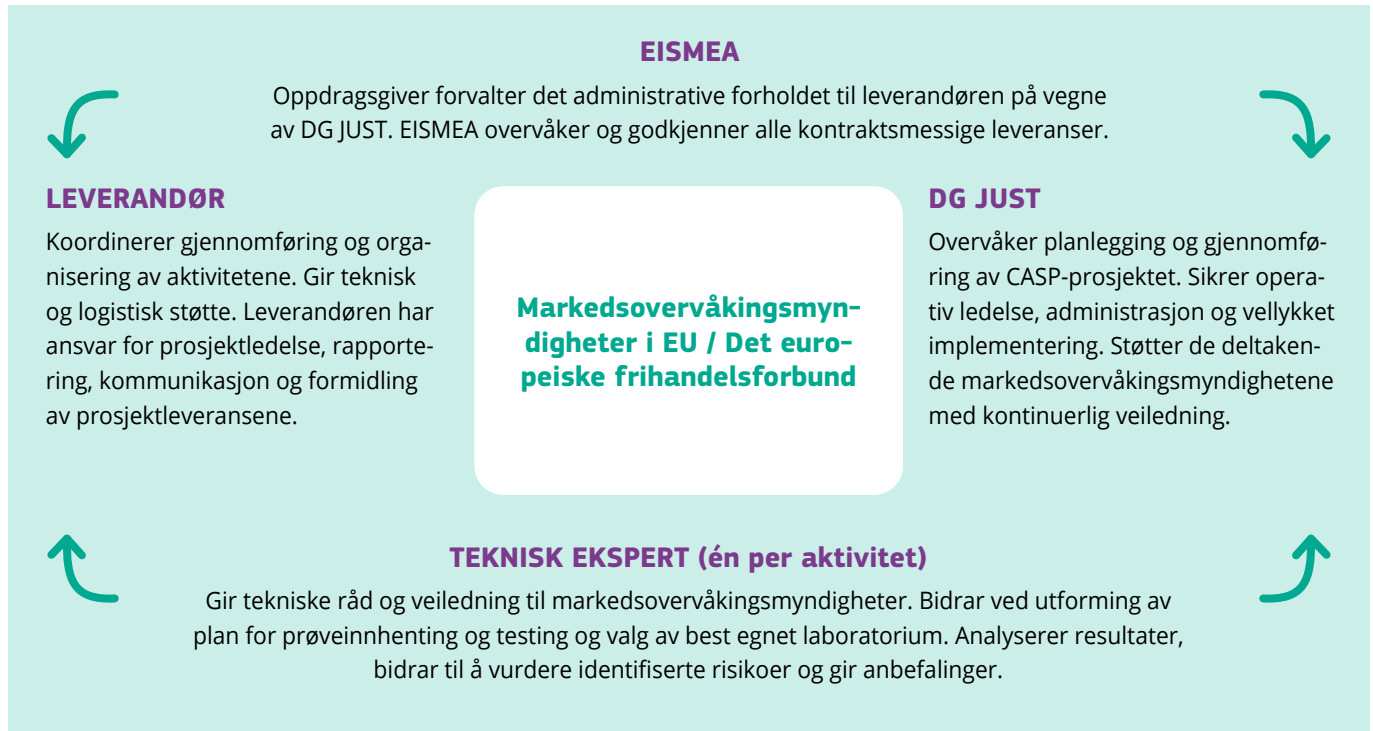 EISMEA
Oppdragsgiver forvalter det administrative forholdet til leverandøren på vegne
av DG JUST. EISMEA overvåker og godkjenner alle kontraktsmessige leveranser.
LEVERANDØR
Koordinerer gjennomføring og orga-
nisering av aktivitetene. Gir teknisk
og logistisk støtte. Leverandøren har
ansvar for prosjektledelse, rapporte-
ring, kommunikasjon og formidling
av prosjektleveransene.
Markedsovervåkingsmyn-
digheter i EU / Det euro-
peiske frihandelsforbund
DG JUST
Overvåker planlegging og gjennomfø-
ring av CASP-prosjektet. Sikrer opera-
tiv ledelse, administrasjon og vellykket
implementering. Støtter de deltaken-
de markedsovervåkingsmyndighetene
med kontinuerlig veiledning.
TEKNISK EKSPERT (én per aktivitet)
Gir tekniske råd og veiledning til markedsovervåkingsmyndigheter. Bidrar ved utforming av
plan for prøveinnhenting og testing og valg av best egnet laboratorium. Analyserer resultater,
bidrar til å vurdere identifiserte risikoer og gir anbefalinger.